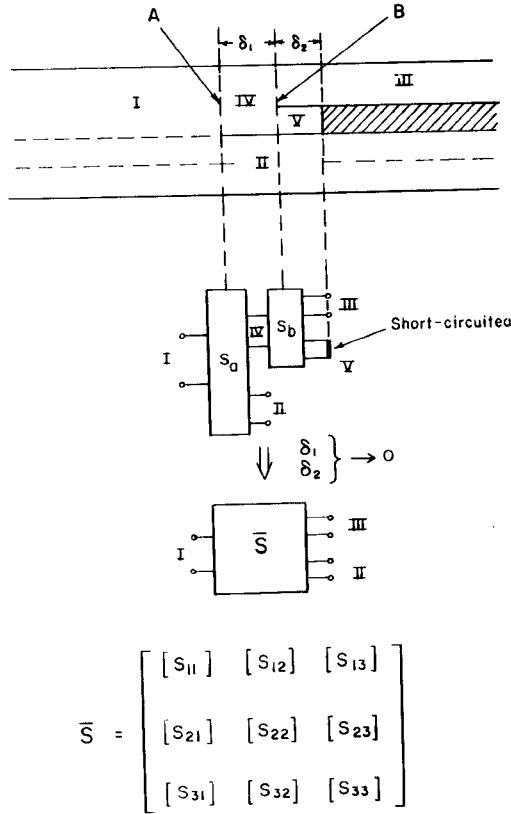 A B
δ₁ δ₂
I IV III
V
II
III
Sa IV Sb
Short-circuited
I V
II
δ₁
δ₂ } → 0
⇓
S̅
III
I II
S̅ = [ [S₁₁] [S₁₂] [S₁₃]
[S₂₁] [S₂₂] [S₂₃]
[S₃₁] [S₃₂] [S₃₃] ]